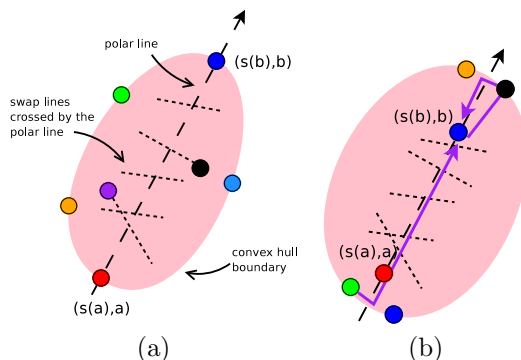 polar line
(s(b),b)
swap lines
crossed by the
polar line
convex hull
boundary
(s(a),a)
(a)
(s(b),b)
(s(a),a)
(b)